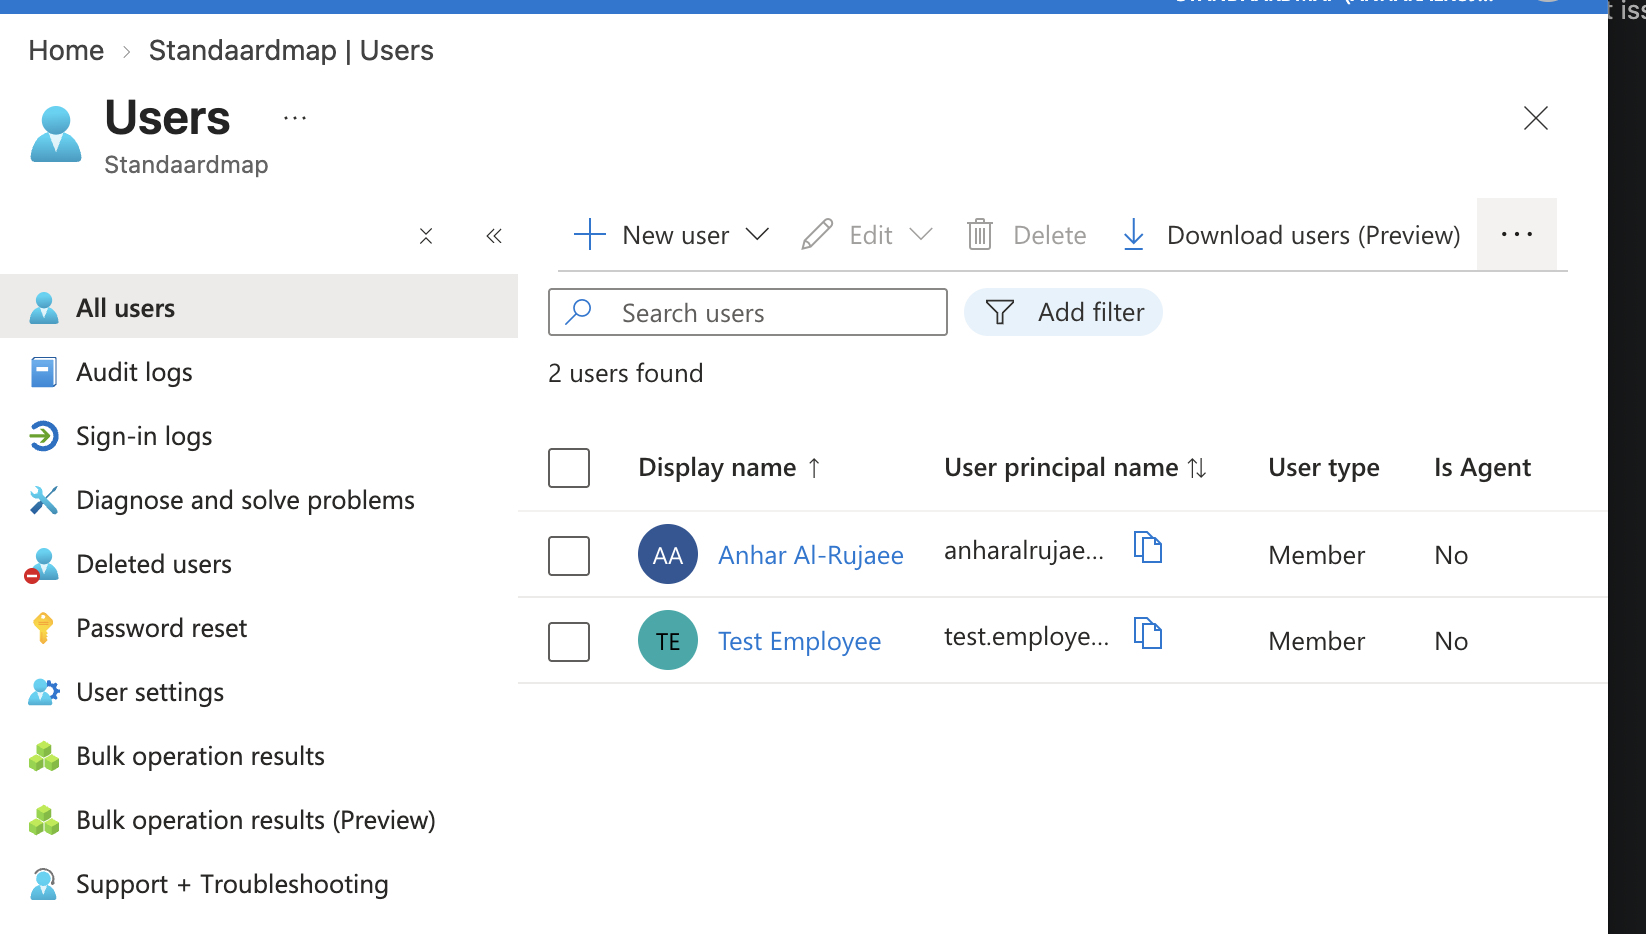 Home > Standaardmap | Users
Users ...
Standaardmap
New user
Edit
Delete
Download users (Preview)
...
All users
Audit logs
Sign-in logs
Diagnose and solve problems
Deleted users
Password reset
User settings
Bulk operation results
Bulk operation results (Preview)
Support + Troubleshooting
Search users
Add filter
2 users found
Display name ↑ User principal name ↑↓ User type Is Agent
AA Anhar Al-Rujaee anharalrujae... Member No
TE Test Employee test.employe... Member No